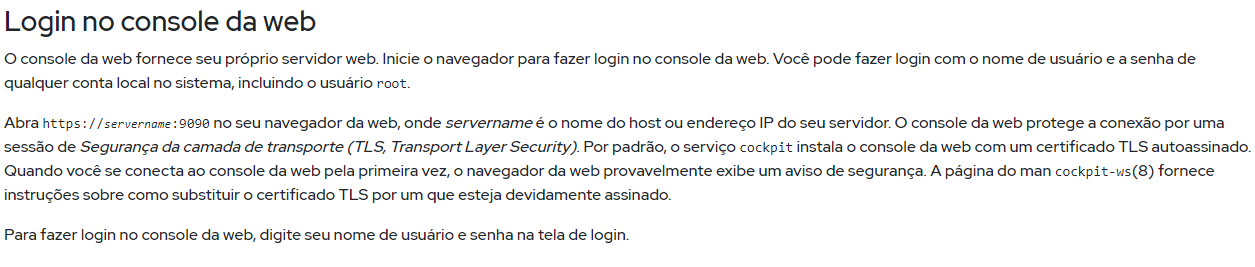 Login no console da web
O console da web fornece seu próprio servidor web. Inicie o navegador para fazer login no console da web. Você pode fazer login com o nome de usuário e a senha de
qualquer conta local no sistema, incluindo o usuário root.
Abra https://servername:9090 no seu navegador da web, onde servername é o nome do host ou endereço IP do seu servidor. O console da web protege a conexão por uma
sessão de Segurança da camada de transporte (TLS, Transport Layer Security). Por padrão, o serviço cockpit instala o console da web com um certificado TLS autoassinado.
Quando você se conecta ao console da web pela primeira vez, o navegador da web provavelmente exibe um aviso de segurança. A página do man cockpit-ws(8) fornece
instruções sobre como substituir o certificado TLS por um que esteja devidamente assinado.
Para fazer login no console da web, digite seu nome de usuário e senha na tela de login.